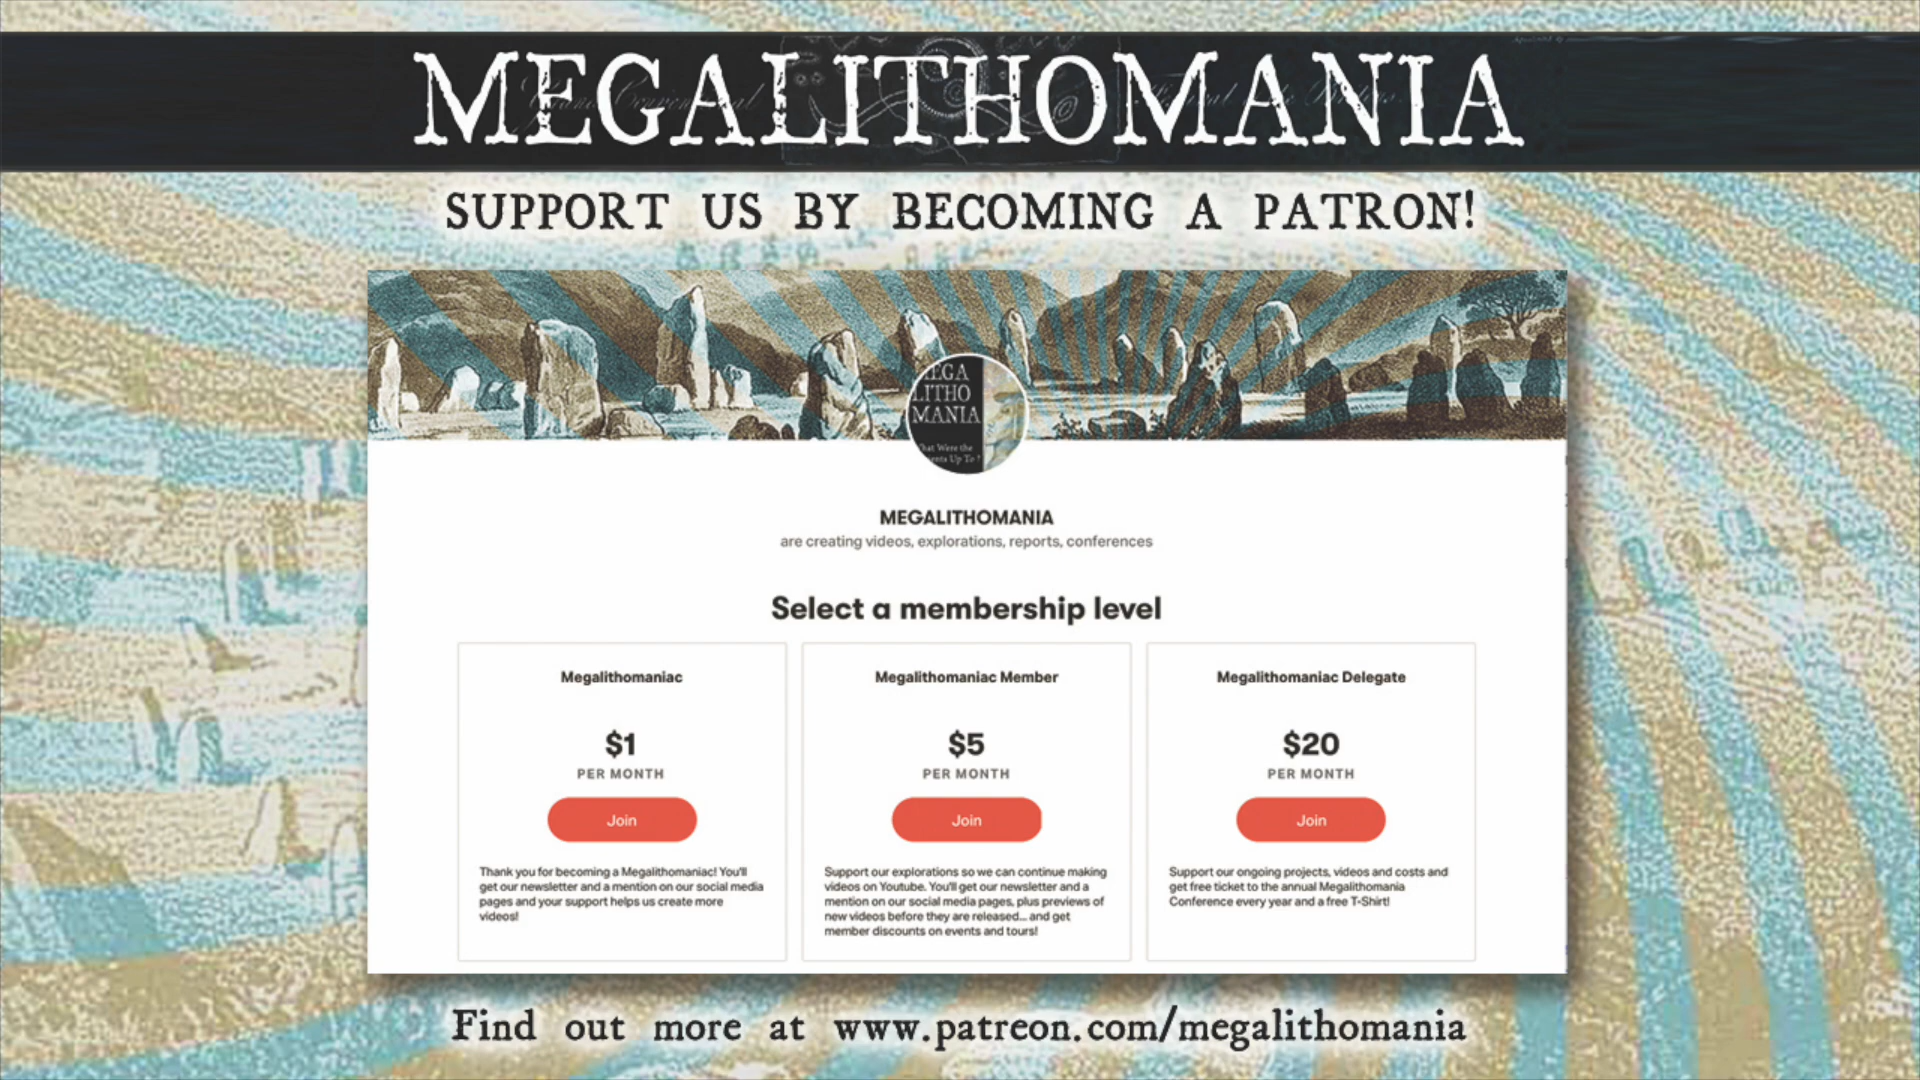 MEGALITHOMANIA
SUPPORT US BY BECOMING A PATRON!
MEGA
LITHO
MANIA
Were the
Up To ?
MEGALITHOMANIA
are creating videos, explorations, reports, conferences
Select a membership level
Megalithomaniac
$1
PER MONTH
Join
Thank you for becoming a Megalithomaniac! You'll
get our newsletter and a mention on our social media
pages and your support helps us create more
videos!
Megalithomaniac Member
$5
PER MONTH
Join
Support our explorations so we can continue making
videos on Youtube. You'll get our newsletter and a
mention on our social media pages, plus previews of
new videos before they are released... and get
member discounts on events and tours!
Megalithomaniac Delegate
$20
PER MONTH
Join
Support our ongoing projects, videos and costs and
get free ticket to the annual Megalithomania
Conference every year and a free T-Shirt!
Find out more at www.patreon.com/megalithomania